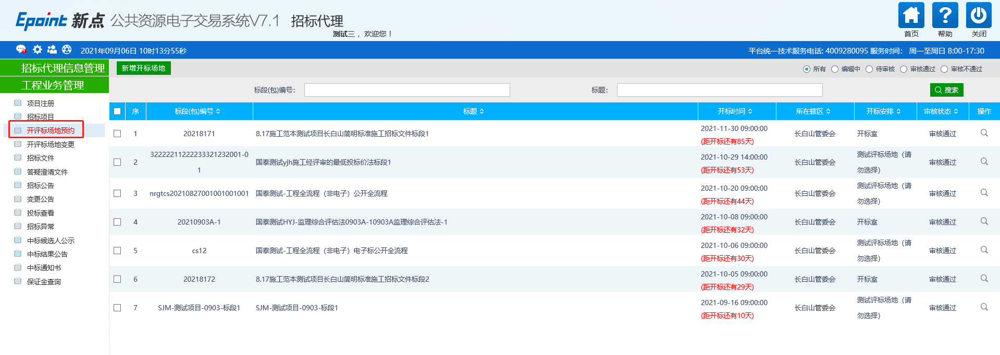 Epoint 新点 公共资源电子交易系统V7.1 招标代理
测试三 ，欢迎您！
首页 帮助 关闭
2021年09月06日 10时13分55秒 平台统一技术服务电话: 4009280095 服务时间： 周一至周日 8:00-17:30
招标代理信息管理
工程业务管理
项目注册
招标项目
开评标场地预约
开评标场地变更
招标文件
答疑澄清文件
招标公告
变更公告
投标查看
招标异常
中标候选人公示
中标结果公告
中标通知书
保证金查询
新增开标场地 所有 编辑中 待审核 审核通过 审核不通过
标段(包)编号： 标题： 搜索
序 标段(包)编号 标题 开标时间 所在辖区 开标安排 审核状态 操作
1 20218171 8.17施工范本测试项目长白山简明标准施工招标文件标段1 2021-11-30 09:00:00 长白山管委会 开标室 审核通过
(距开标还有85天)
2 32222211222233321232001-0 国泰测试yjh施工经评审的最低投标价法标段1 2021-10-29 14:00:00 长白山管委会 测试评标场地（请 审核通过
1 (距开标还有53天) 勿选择)
3 nrgtcs20210827001001001001 国泰测试-工程全流程（非电子）公开全流程 2021-10-20 09:00:00 长白山管委会 测试评标场地（请 审核通过
(距开标还有44天) 勿选择)
4 20210903A-1 国泰测试HYJ-监理综合评估法0903A-10903A监理综合评估法-1 2021-10-08 09:00:00 长白山管委会 开标室 审核通过
(距开标还有32天)
5 cs12 国泰测试-工程全流程（非电子）电子标公开全流程 2021-10-06 09:00:00 长白山管委会 测试评标场地（请 审核通过
(距开标还有30天) 勿选择)
6 20218172 8.17施工范本测试项目长白山简明标准施工招标文件标段2 2021-10-05 09:00:00 长白山管委会 开标室 审核通过
(距开标还有29天)
7 SJM-测试项目-0903-标段1 SJM-测试项目-0903-标段1 2021-09-16 09:00:00 长白山管委会 测试评标场地（请 审核通过
(距开标还有10天) 勿选择)